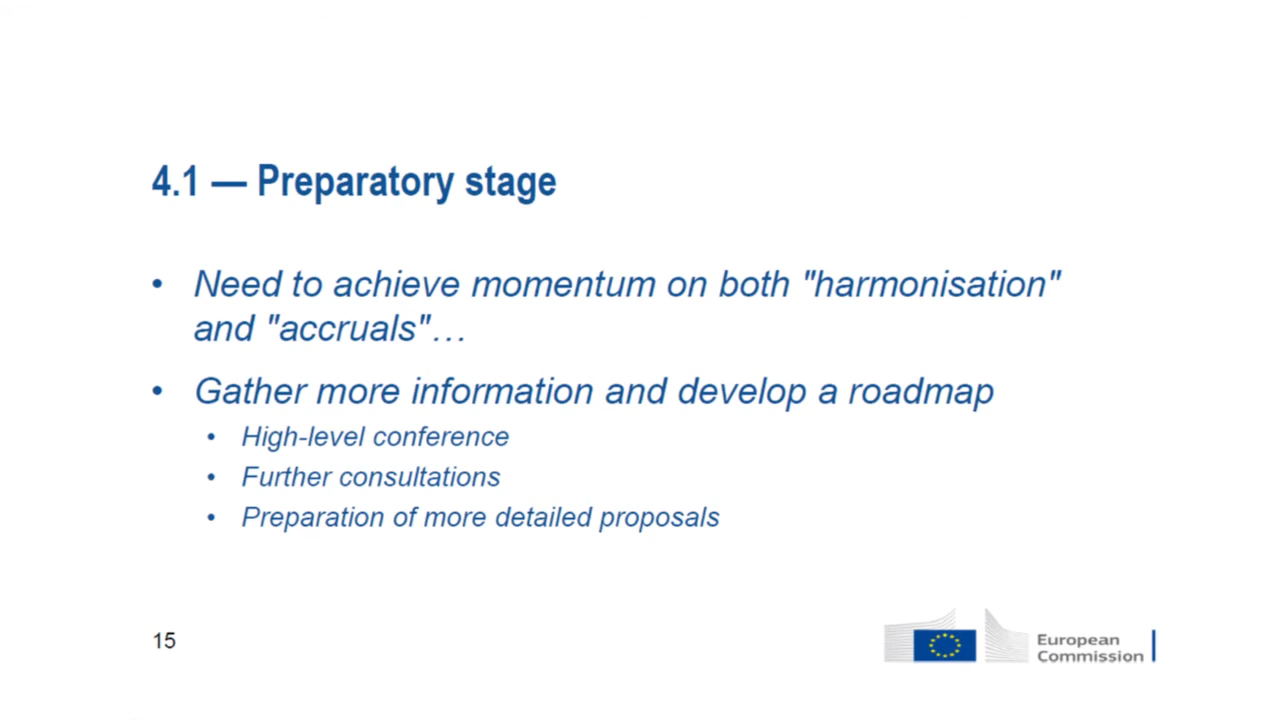 4.1 — Preparatory stage
• Need to achieve momentum on both "harmonisation"
and "accruals"…
• Gather more information and develop a roadmap
• High-level conference
• Further consultations
• Preparation of more detailed proposals
15
European
Commission